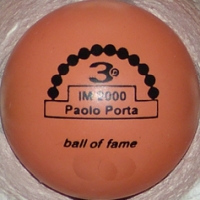 3E
IM 2000
Paolo Porta
ball of fame